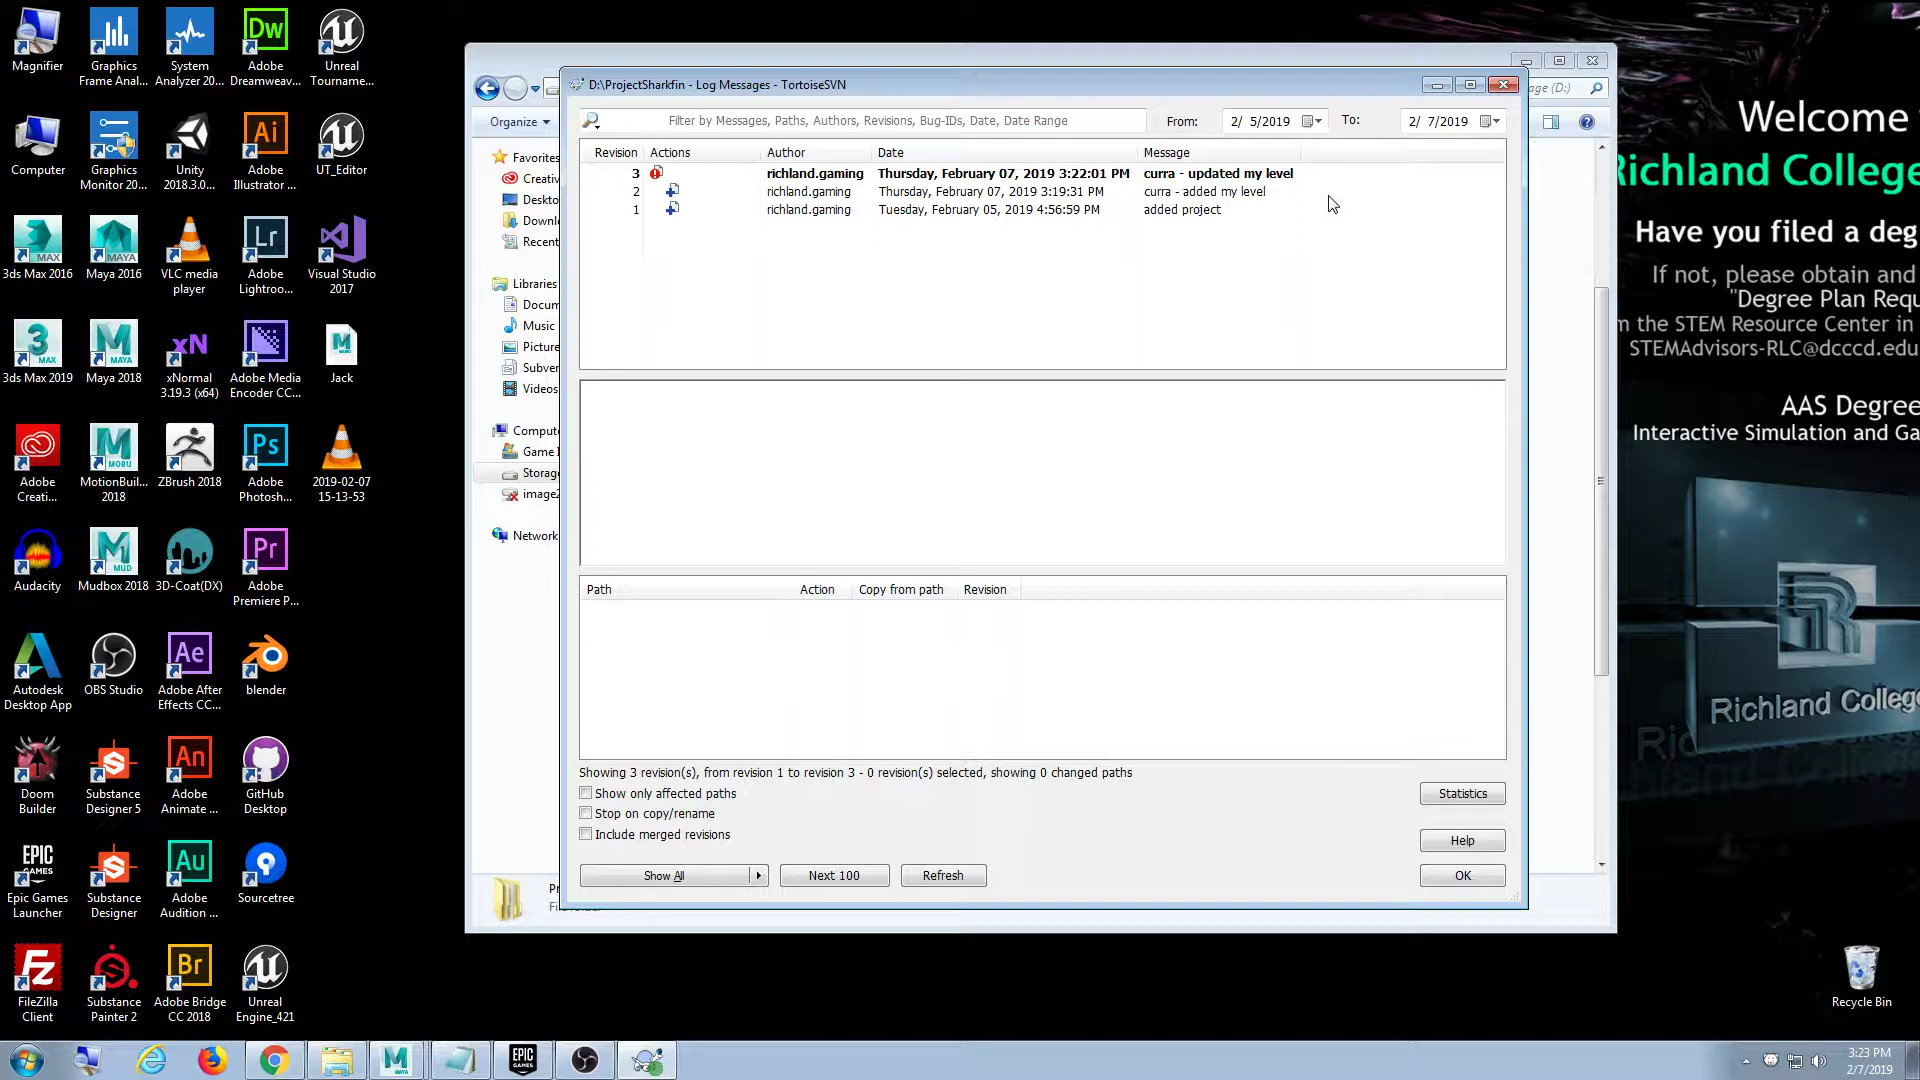 Magnifier
Graphics
Frame Anal...
System
Analyzer 20...
Adobe
Dreamweav...
Unreal
Tourname...
Computer
Graphics
Monitor 20...
Unity
2018.3.0...
Adobe
Illustrator ...
UT_Editor
3ds Max 2016
Maya 2016
VLC media
player
Adobe
Lightroo...
Visual Studio
2017
3ds Max 2019
Maya 2018
xNormal
3.19.3 (x64)
Adobe Media
Encoder CC...
Jack
Adobe
Creati...
MotionBuil...
2018
ZBrush 2018
Adobe
Photosh...
2019-02-07
15-13-53
Audacity
Mudbox 2018
3D-Coat(DX)
Adobe
Premiere P...
Autodesk
Desktop App
OBS Studio
Adobe After
Effects CC...
blender
Doom
Builder
Substance
Designer 5
Adobe
Animate ...
GitHub
Desktop
Epic Games
Launcher
Substance
Designer
Adobe
Audition ...
Sourcetree
FileZilla
Client
Substance
Painter 2
Adobe Bridge
CC 2018
Unreal
Engine_421
Organize
age (D:)
Favorites
Creativ
Deskto
Downl
Recent
Libraries
Docum
Music
Picture
Subver
Videos
Compute
Game I
Storag
image
Network
D:\ProjectSharkfin - Log Messages - TortoiseSVN
Filter by Messages, Paths, Authors, Revisions, Bug-IDs, Date, Date Range
From: 2/ 5/2019 To: 2/ 7/2019
Revision Actions Author Date Message
3 richland.gaming Thursday, February 07, 2019 3:22:01 PM curra - updated my level
2 richland.gaming Thursday, February 07, 2019 3:19:31 PM curra - added my level
1 richland.gaming Tuesday, February 05, 2019 4:56:59 PM added project
Path Action Copy from path Revision
Showing 3 revision(s), from revision 1 to revision 3 - 0 revision(s) selected, showing 0 changed paths
Show only affected paths
Stop on copy/rename
Include merged revisions
Statistics
Help
Show All
Next 100
Refresh
OK
Welcome
Richland College
Have you filed a deg
If not, please obtain and
"Degree Plan Requ
m the STEM Resource Center in
STEMAdvisors-RLC@dcccd.edu
AAS Degree
Interactive Simulation and Ga
Richland College
Recycle Bin
3:23 PM
2/7/2019